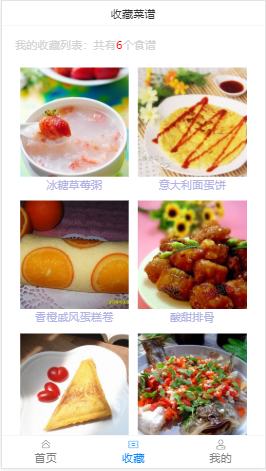 收藏菜谱
我的收藏列表：共有6个食谱
冰糖草莓粥
意大利面蛋饼
香橙戚风蛋糕卷
酸甜排骨
首页
收藏
我的